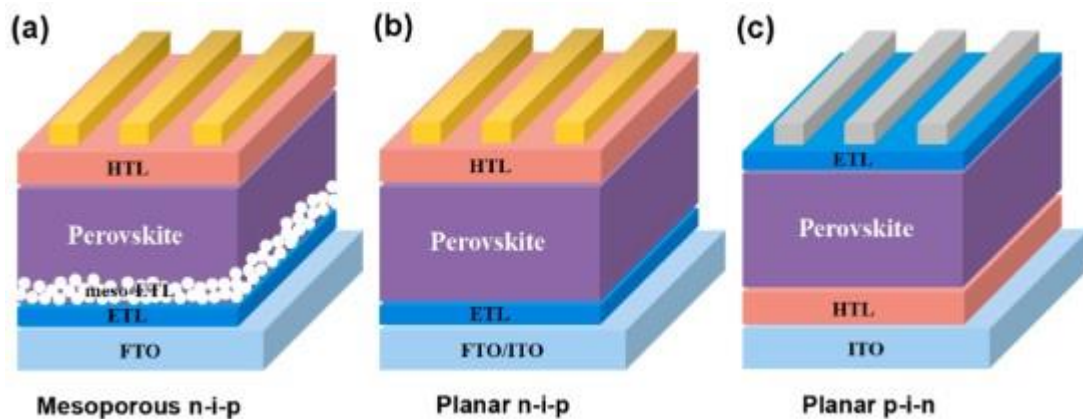 (a)
HTL
Perovskite
meso-ETL
ETL
FTO
Mesoporous n-i-p
(b)
HTL
Perovskite
ETL
FTO/ITO
Planar n-i-p
(c)
ETL
Perovskite
HTL
ITO
Planar p-i-n